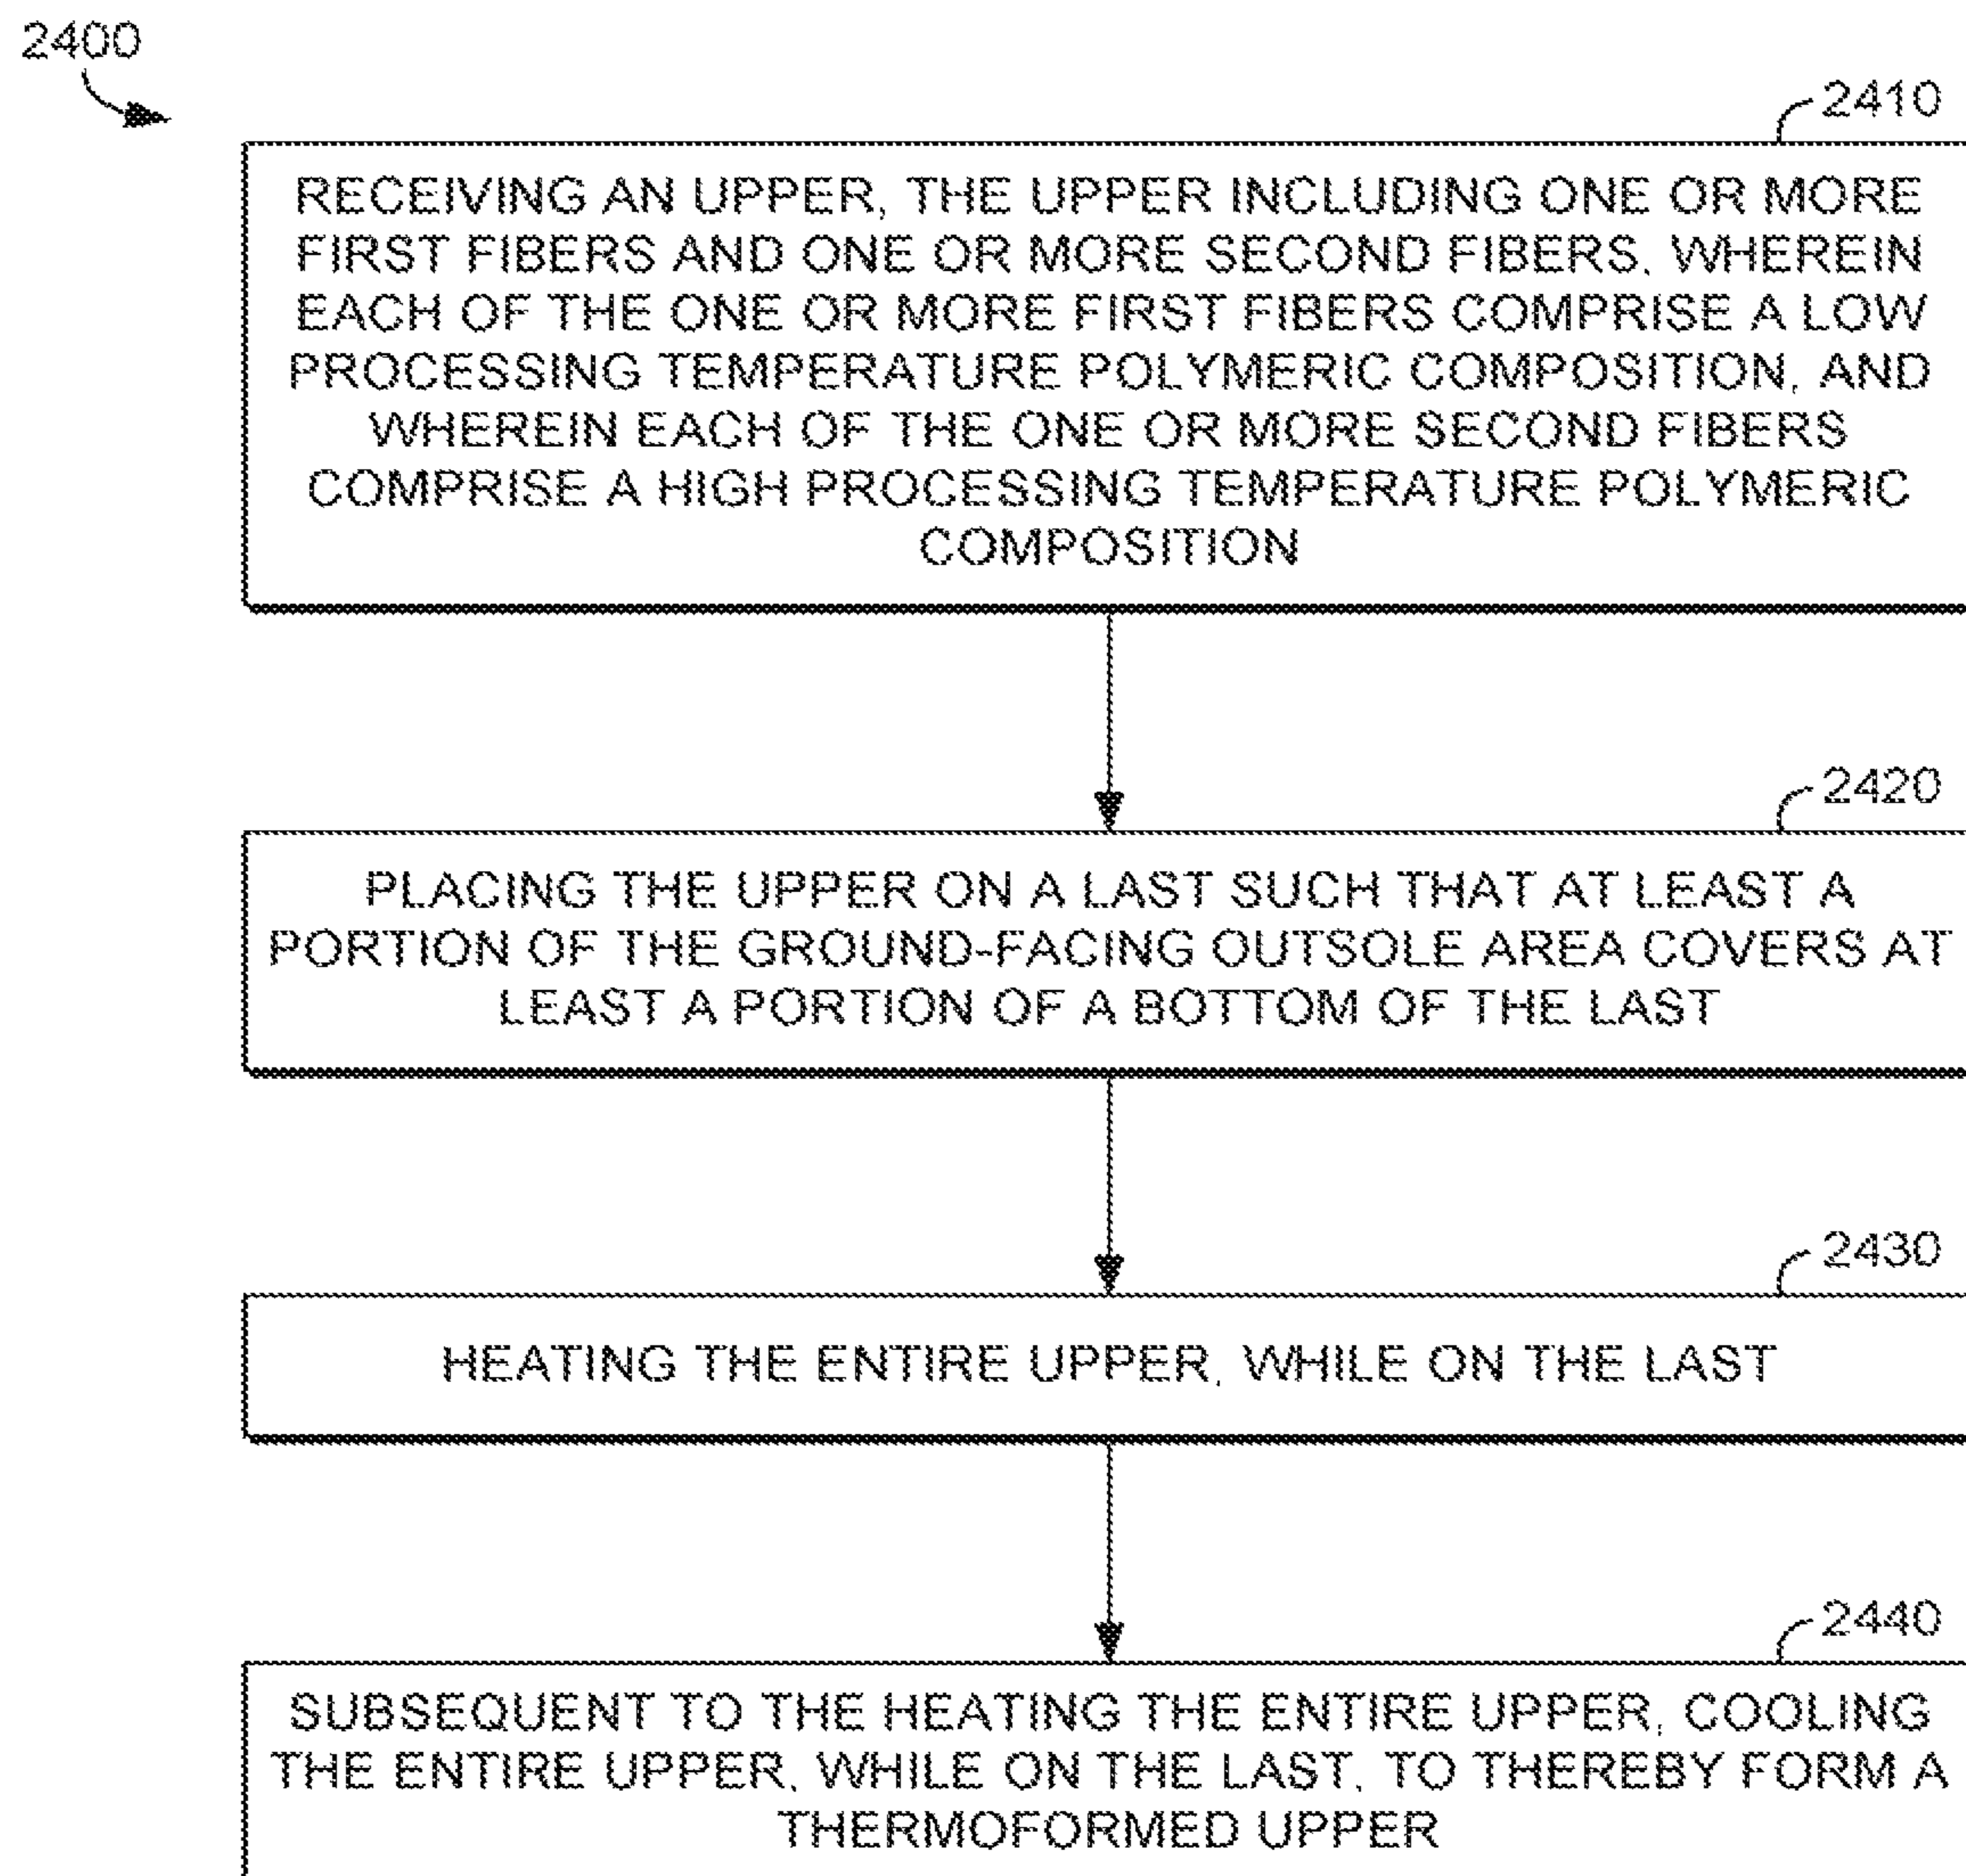 2400
2410
RECEIVING AN UPPER, THE UPPER INCLUDING ONE OR MORE
FIRST FIBERS AND ONE OR MORE SECOND FIBERS, WHEREIN
EACH OF THE ONE OR MORE FIRST FIBERS COMPRISE A LOW
PROCESSING TEMPERATURE POLYMERIC COMPOSITION, AND
WHEREIN EACH OF THE ONE OR MORE SECOND FIBERS
COMPRISE A HIGH PROCESSING TEMPERATURE POLYMERIC
COMPOSITION
2420
PLACING THE UPPER ON A LAST SUCH THAT AT LEAST A
PORTION OF THE GROUND-FACING OUTSOLE AREA COVERS AT
LEAST A PORTION OF A BOTTOM OF THE LAST
2430
HEATING THE ENTIRE UPPER, WHILE ON THE LAST
2440
SUBSEQUENT TO THE HEATING THE ENTIRE UPPER, COOLING
THE ENTIRE UPPER, WHILE ON THE LAST, TO THEREBY FORM A
THERMOFORMED UPPER